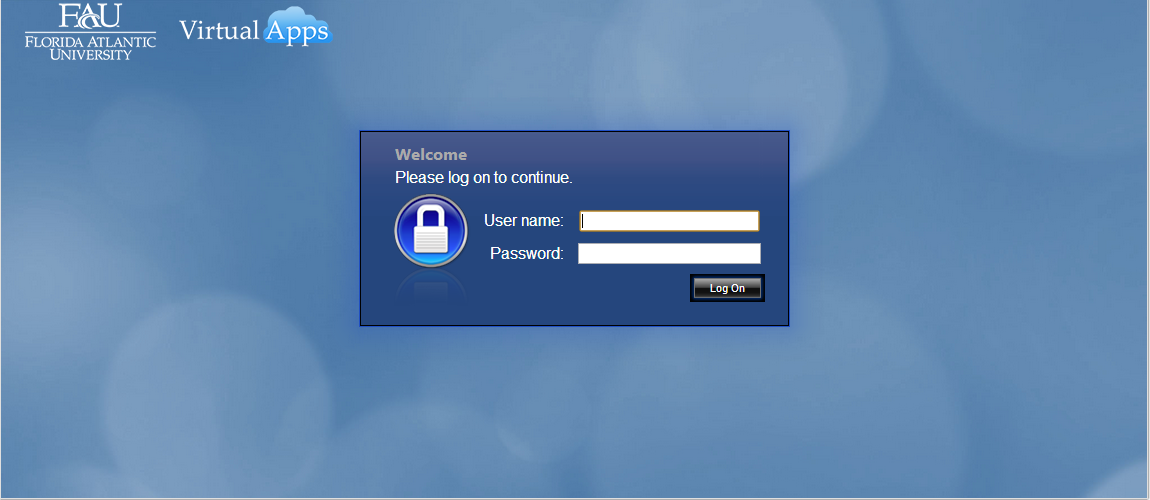 FAU
FLORIDA ATLANTIC
UNIVERSITY
Virtual Apps
Welcome
Please log on to continue.
User name:
Password:
Log On